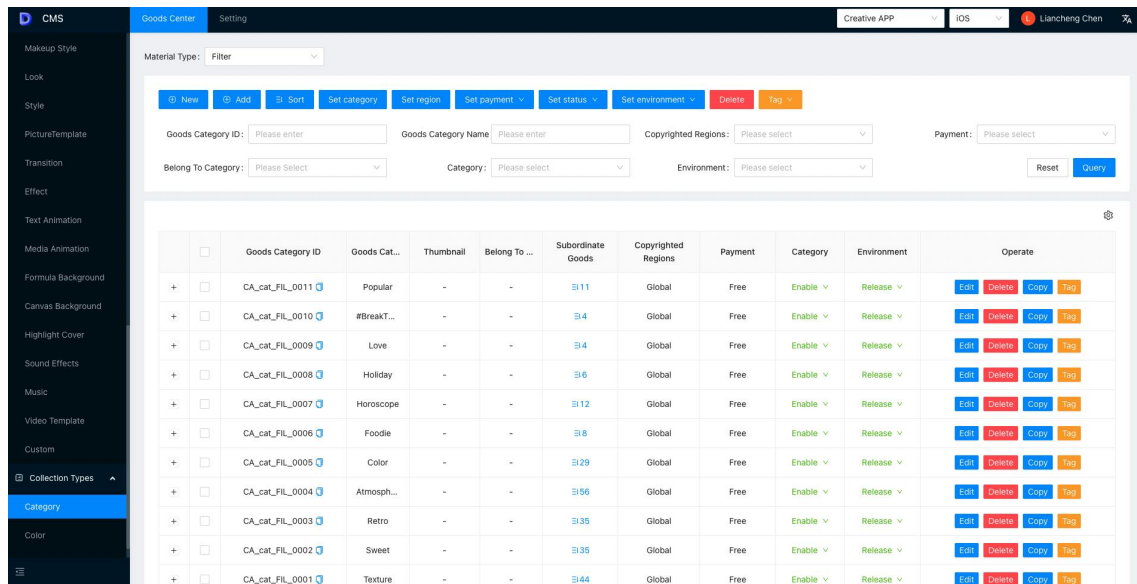 CMS Goods Center Setting Creative APP iOS L Liancheng Chen
Makeup Style
Look
Style
PictureTemplate
Transition
Effect
Text Animation
Media Animation
Formula Background
Canvas Background
Highlight Cover
Sound Effects
Music
Video Template
Custom
Collection Types
Category
Color
Material Type: Filter
New Add Sort Set category Set region Set payment Set status Set environment Delete Tag
Goods Category ID: Please enter Goods Category Name Please enter Copyrighted Regions: Please select Payment: Please select
Belong To Category: Please Select Category: Please select Environment: Please select Reset Query
Goods Category ID Goods Cat... Thumbnail Belong To ... Subordinate Goods Copyrighted Regions Payment Category Environment Operate
+ CA_cat_FIL_0011 Popular - - 11 Global Free Enable Release Edit Delete Copy Tag
+ CA_cat_FIL_0010 #BreakT... - - 4 Global Free Enable Release Edit Delete Copy Tag
+ CA_cat_FIL_0009 Love - - 4 Global Free Enable Release Edit Delete Copy Tag
+ CA_cat_FIL_0008 Holiday - - 6 Global Free Enable Release Edit Delete Copy Tag
+ CA_cat_FIL_0007 Horoscope - - 12 Global Free Enable Release Edit Delete Copy Tag
+ CA_cat_FIL_0006 Foodie - - 8 Global Free Enable Release Edit Delete Copy Tag
+ CA_cat_FIL_0005 Color - - 29 Global Free Enable Release Edit Delete Copy Tag
+ CA_cat_FIL_0004 Atmosph... - - 56 Global Free Enable Release Edit Delete Copy Tag
+ CA_cat_FIL_0003 Retro - - 35 Global Free Enable Release Edit Delete Copy Tag
+ CA_cat_FIL_0002 Sweet - - 35 Global Free Enable Release Edit Delete Copy Tag
+ CA_cat_FIL_0001 Texture - - 44 Global Free Enable Release Edit Delete Copy Tag